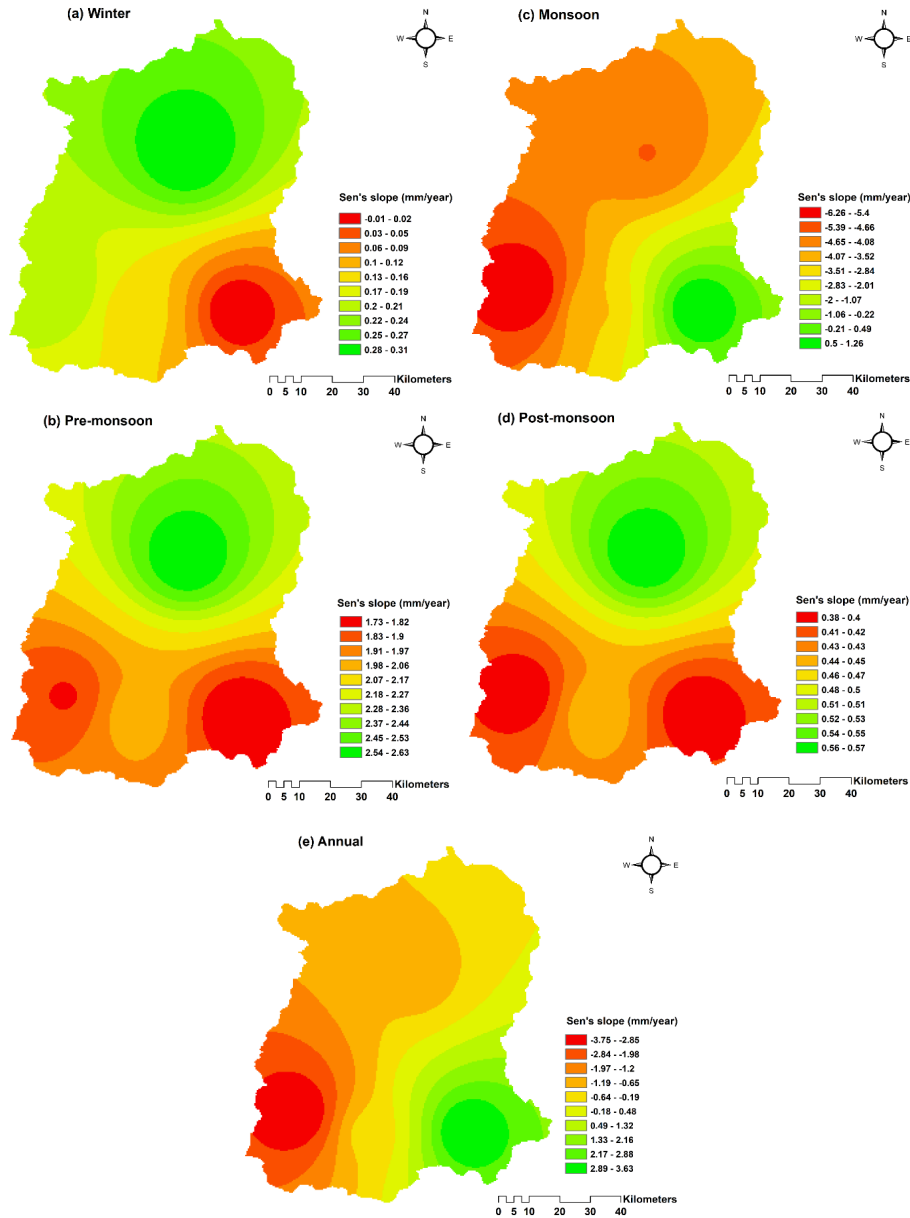 (a) Winter
N
W E
S
Sen's slope (mm/year)
-0.01 - 0.02
0.03 - 0.05
0.06 - 0.09
0.1 - 0.12
0.13 - 0.16
0.17 - 0.19
0.2 - 0.21
0.22 - 0.24
0.25 - 0.27
0.28 - 0.31
Kilometers
0 5 10 20 30 40
(c) Monsoon
N
W E
S
Sen's slope (mm/year)
-6.26 - -5.4
-5.39 - -4.66
-4.65 - -4.08
-4.07 - -3.52
-3.51 - -2.84
-2.83 - -2.01
-2 - -1.07
-1.06 - -0.22
-0.21 - 0.49
0.5 - 1.26
Kilometers
0 5 10 20 30 40
(b) Pre-monsoon
N
W E
S
Sen's slope (mm/year)
1.73 - 1.82
1.83 - 1.9
1.91 - 1.97
1.98 - 2.06
2.07 - 2.17
2.18 - 2.27
2.28 - 2.36
2.37 - 2.44
2.45 - 2.53
2.54 - 2.63
Kilometers
0 5 10 20 30 40
(d) Post-monsoon
N
W E
S
Sen's slope (mm/year)
0.38 - 0.4
0.41 - 0.42
0.43 - 0.43
0.44 - 0.45
0.46 - 0.47
0.48 - 0.5
0.51 - 0.51
0.52 - 0.53
0.54 - 0.55
0.56 - 0.57
Kilometers
0 5 10 20 30 40
(e) Annual
N
W E
S
Sen's slope (mm/year)
-3.75 - -2.85
-2.84 - -1.98
-1.97 - -1.2
-1.19 - -0.65
-0.64 - -0.19
-0.18 - 0.48
0.49 - 1.32
1.33 - 2.16
2.17 - 2.88
2.89 - 3.63
Kilometers
0 5 10 20 30 40